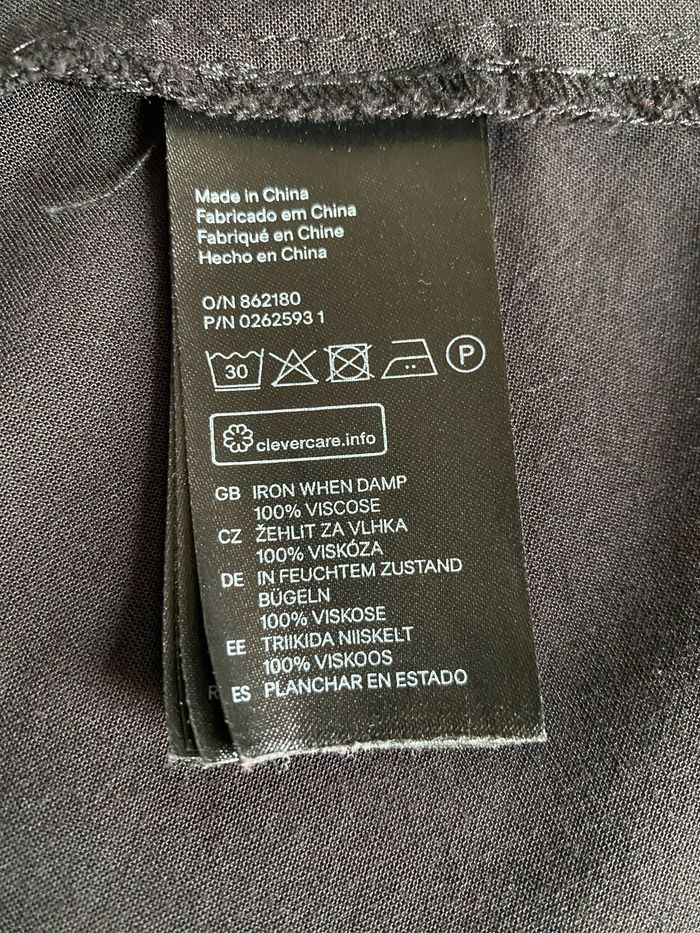 Made in China
Fabricado em China
Fabriqué en Chine
Hecho en China
O/N 862180
P/N 0262593 1
30 P
clevercare.info
GB IRON WHEN DAMP
100% VISCOSE
CZ ŽEHLIT ZA VLHKA
100% VISKÓZA
DE IN FEUCHTEM ZUSTAND
BÜGELN
100% VISKOSE
EE TRIIKIDA NIISKELT
100% VISKOOS
ES PLANCHAR EN ESTADO